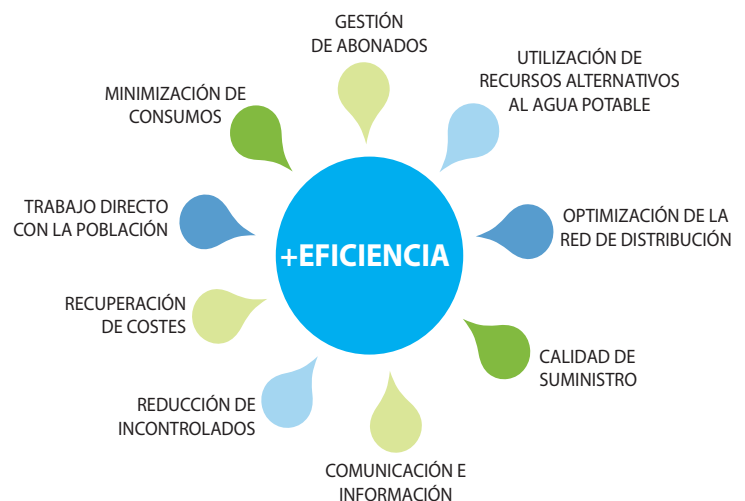 GESTIÓN
DE ABONADOS
UTILIZACIÓN DE
RECURSOS ALTERNATIVOS
AL AGUA POTABLE
MINIMIZACIÓN DE
CONSUMOS
TRABAJO DIRECTO
CON LA POBLACIÓN
OPTIMIZACIÓN DE LA
RED DE DISTRIBUCIÓN
+EFICIENCIA
RECUPERACIÓN
DE COSTES
CALIDAD DE
SUMINISTRO
REDUCCIÓN DE
INCONTROLADOS
COMUNICACIÓN E
INFORMACIÓN